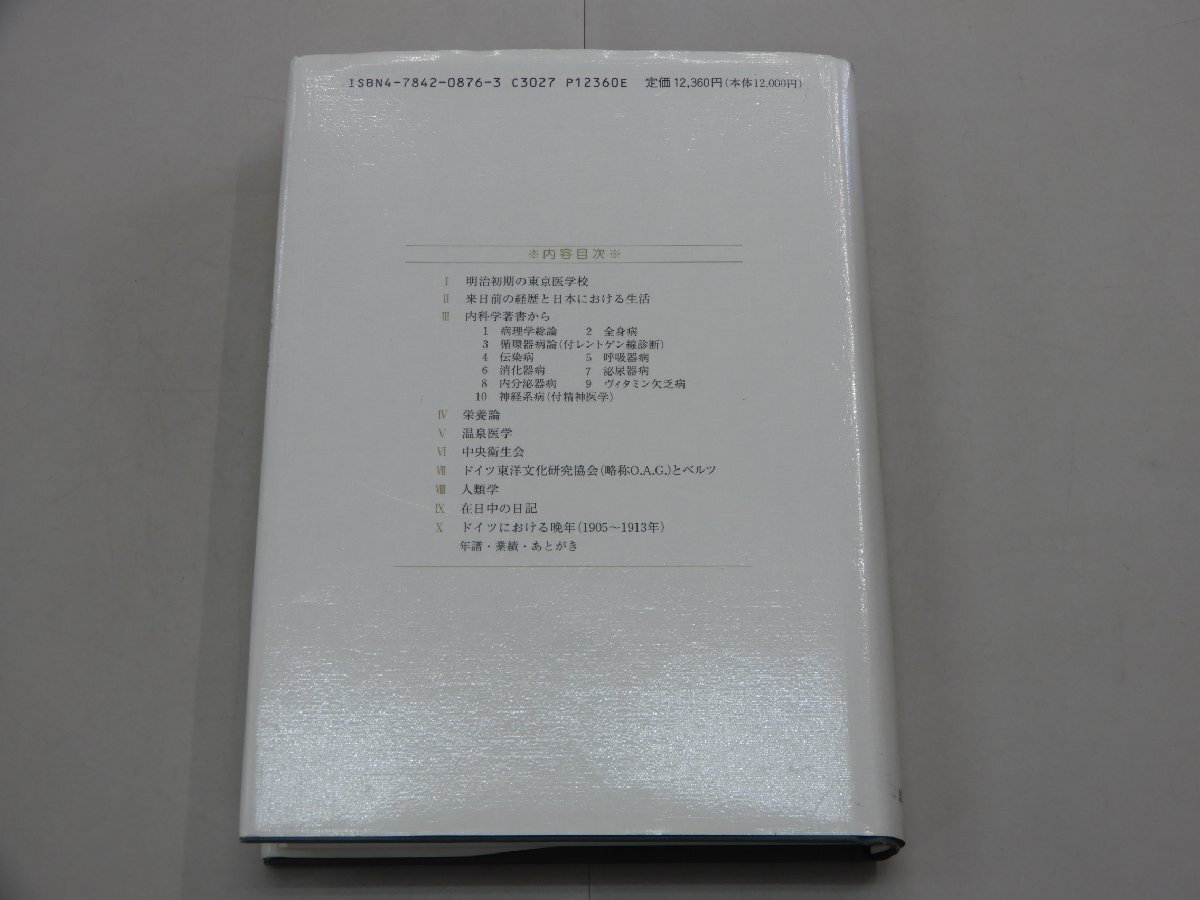 ISBN4-7842-0876-3 C3027 P12360E 定価12,360円(本体12,000円)
※内容目次※
Ⅰ 明治初期の東京医学校
Ⅱ 来日前の経歴と日本における生活
Ⅲ 内科学著書から
1 病理学総論 2 全身病
3 循環器病論(付レントゲン線診断)
4 伝染病 5 呼吸器病
6 消化器病 7 泌尿器病
8 内分泌器病 9 ヴィタミン欠乏病
10 神経系病(付精神医学)
Ⅳ 栄養論
Ⅴ 温泉医学
Ⅵ 中央衛生会
Ⅶ ドイツ東洋文化研究協会(略称O.A.G.)とベルツ
Ⅷ 人類学
Ⅸ 在日中の日記
Ⅹ ドイツにおける晩年(1905～1913年)
年譜・業績・あとがき